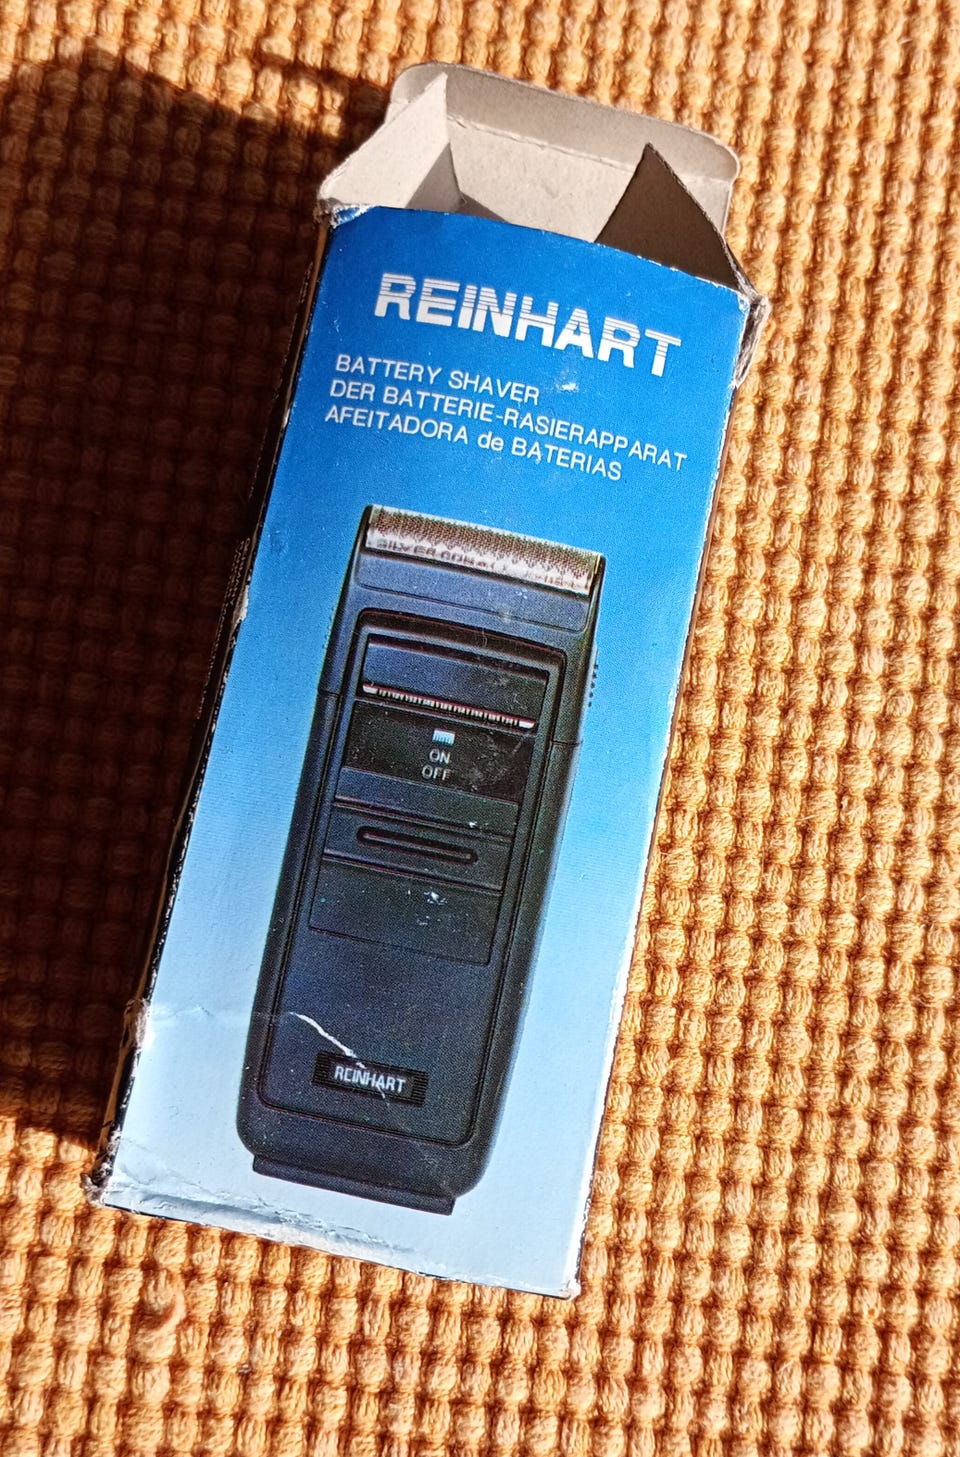 REINHART
BATTERY SHAVER
DER BATTERIE-RASIERAPPARAT
AFEITADORA de BATERIAS
ON
OFF
REINHART